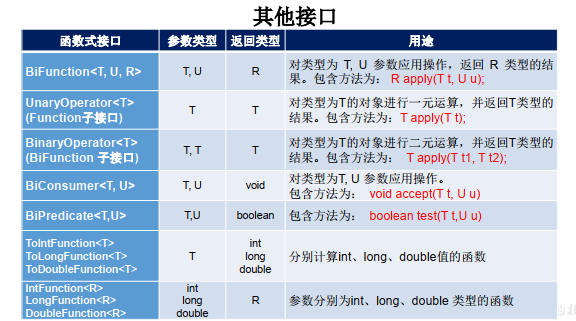 其他接口
函数式接口 参数类型 返回类型 用途
BiFunction<T, U, R> T, U R 对类型为 T, U 参数应用操作，返回 R 类型的结
果。包含方法为： R apply(T t, U u);
UnaryOperator<T>
(Function子接口) T T 对类型为T的对象进行一元运算，并返回T类型的
结果。包含方法为：T apply(T t);
BinaryOperator<T>
(BiFunction 子接口) T, T T 对类型为T的对象进行二元运算，并返回T类型的
结果。包含方法为： T apply(T t1, T t2);
BiConsumer<T, U> T, U void 对类型为T, U 参数应用操作。
包含方法为： void accept(T t, U u)
BiPredicate<T,U> T,U boolean 包含方法为： boolean test(T t,U u)
ToIntFunction<T> int
ToLongFunction<T> T long 分别计算int、long、double值的函数
ToDoubleFunction<T> double
IntFunction<R> int
LongFunction<R> long R 参数分别为int、long、double 类型的函数
DoubleFunction<R> double